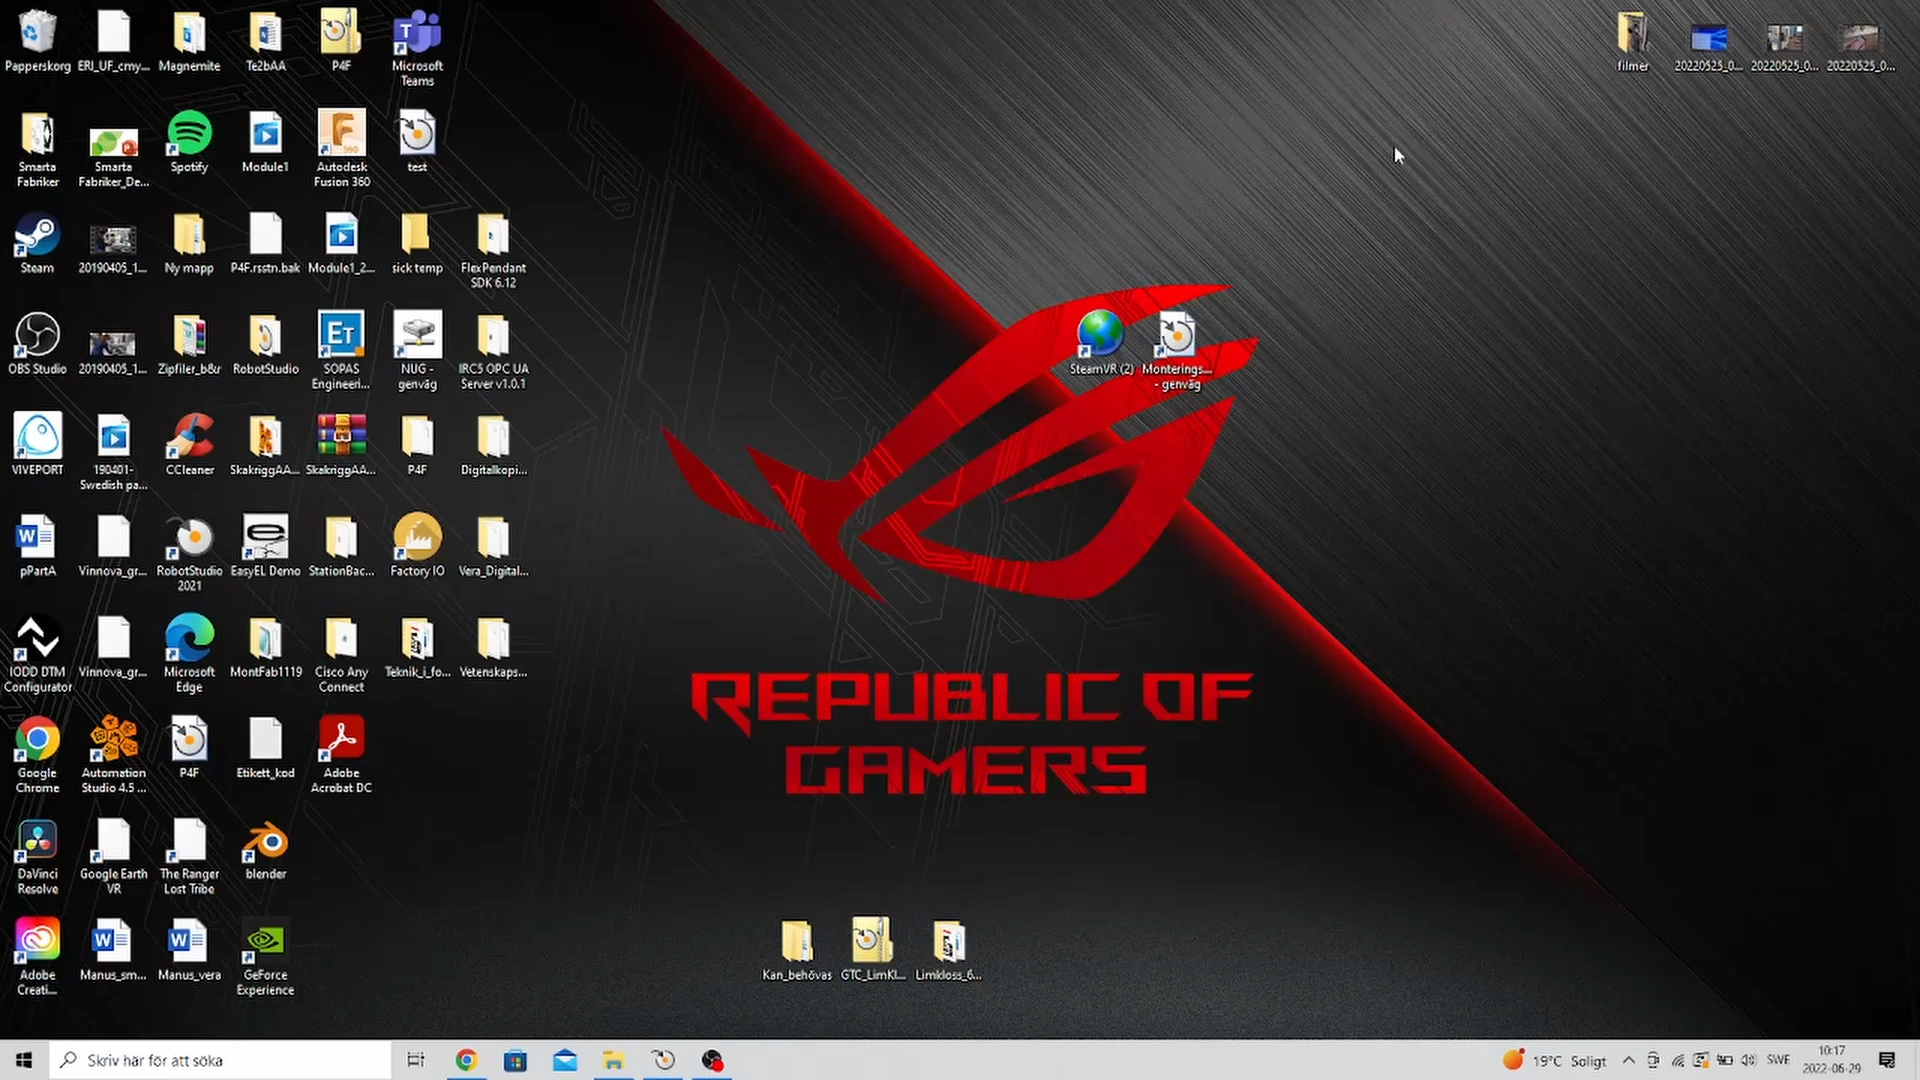 Papperskorg
ERI_UF_cmy...
Magnemite
Te2bAA
P4F
Microsoft
Teams
filmer
20220525_0...
20220525_0...
20220525_0...
Smarta
Fabriker
Smarta
Fabriker_De...
Spotify
Module1
Autodesk
Fusion 360
test
Steam
20190405_1...
Ny mapp
P4F.rsstn.bak
Module1_2...
sick temp
FlexPendant
SDK 6.12
OBS Studio
20190405_1...
Zipfiler_b&r
RobotStudio
SOPAS
Engineeri...
NUG -
genväg
IRC5 OPC UA
Server v1.0.1
SteamVR (2)
Monterings...
- genväg
VIVEPORT
190401-
Swedish pa...
CCleaner
SkakriggAA...
SkakriggAA...
P4F
Digitalkopi...
pPartA
Vinnova_gr...
RobotStudio
2021
EasyEL Demo
StationBac...
Factory IO
Vera_Digital...
IODD DTM
Configurator
Vinnova_gr...
Microsoft
Edge
MontFab1119
Cisco Any
Connect
Teknik_i_fo...
Vetenskaps...
REPUBLIC OF
GAMERS
Google
Chrome
Automation
Studio 4.5 ...
P4F
Etikett_kod
Adobe
Acrobat DC
DaVinci
Resolve
Google Earth
VR
The Ranger
Lost Tribe
blender
Adobe
Creati...
Manus_sm...
Manus_vera
GeForce
Experience
Kan_behövas
GTC_LimKl...
Limkloss_6...
Skriv här för att söka
19°C Soligt
SWE
10:17
2022-06-29